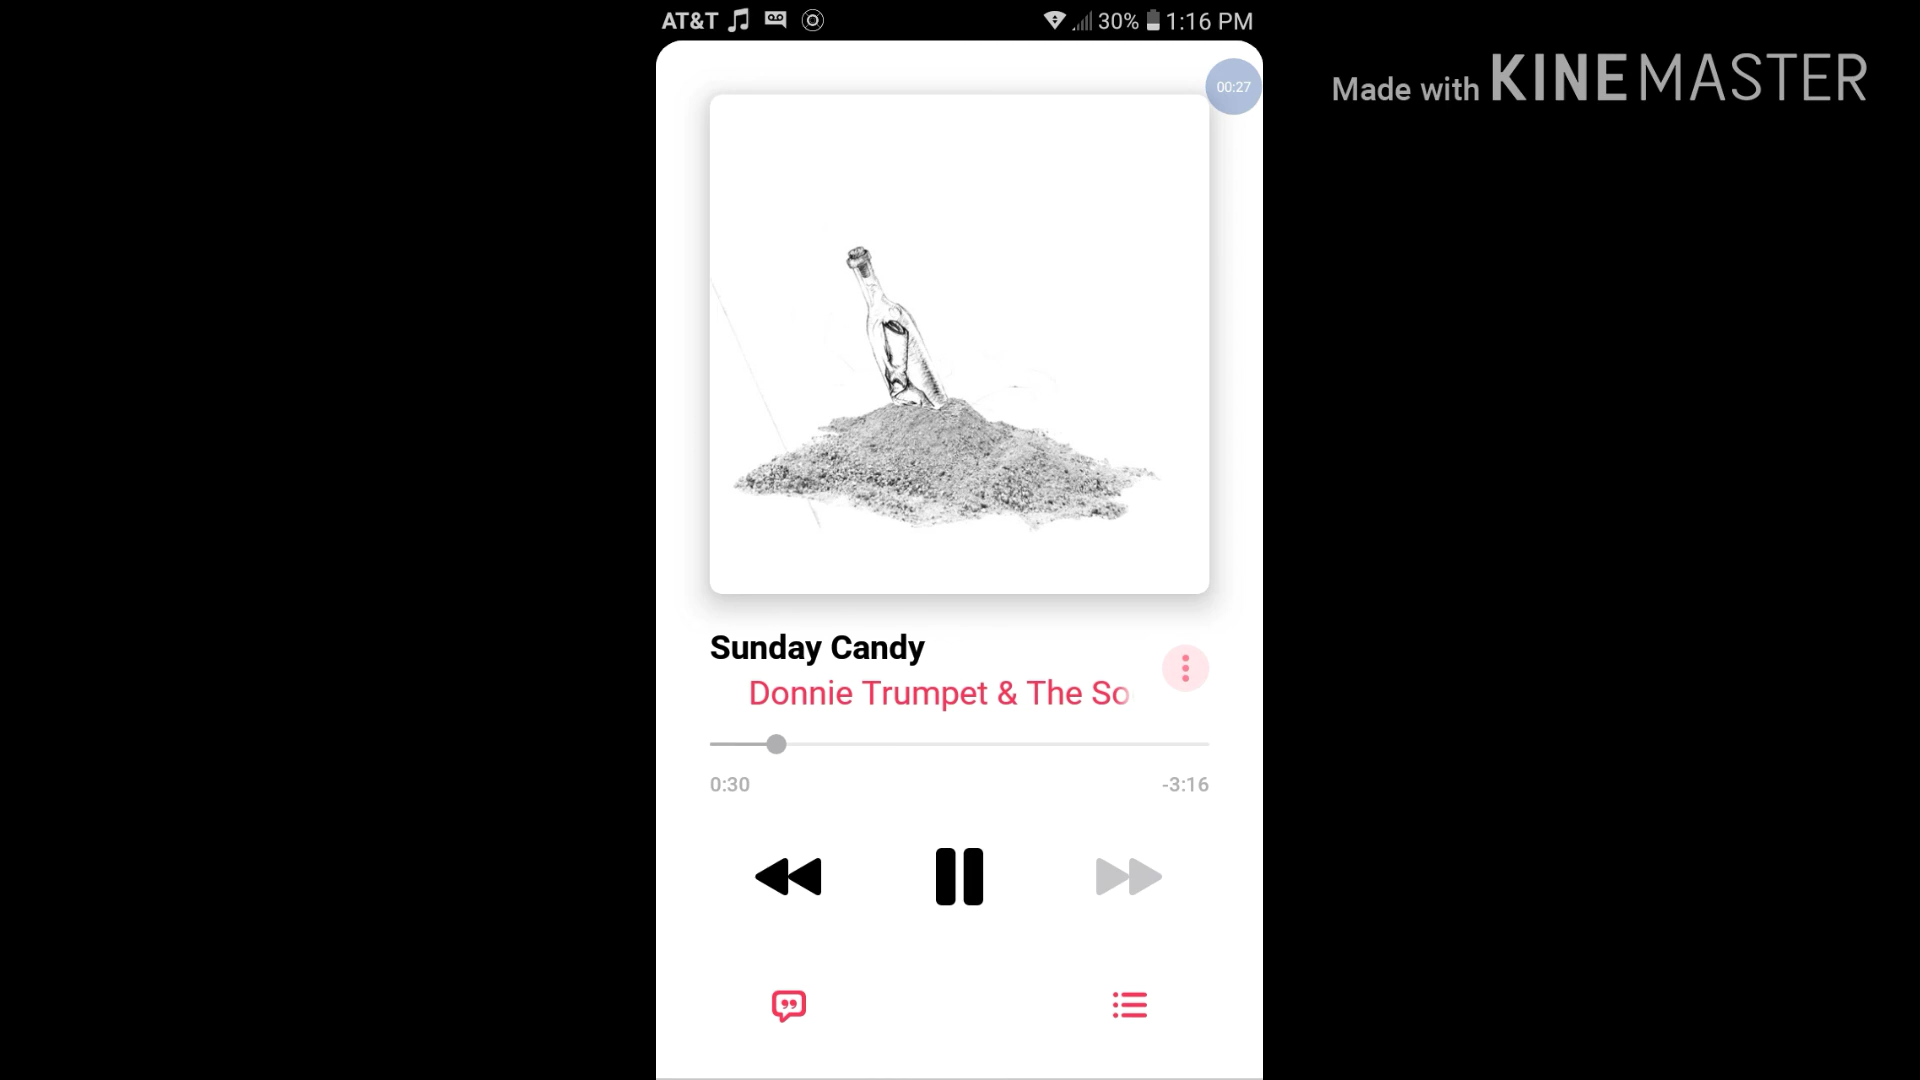 AT&T 30% 1:16 PM
00:27
Made with KINEMASTER
Sunday Candy
Donnie Trumpet & The So
0:30 -3:16